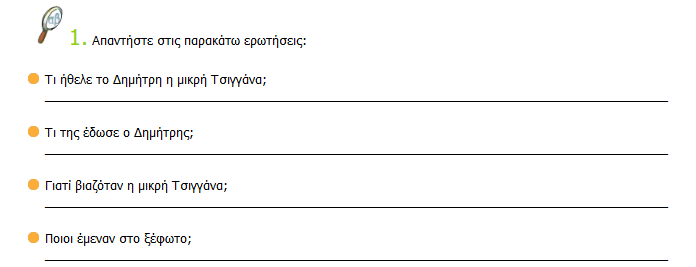 1. Απαντήστε στις παρακάτω ερωτήσεις:
Τι ήθελε το Δημήτρη η μικρή Τσιγγάνα;
Τι της έδωσε ο Δημήτρης;
Γιατί βιαζόταν η μικρή Τσιγγάνα;
Ποιοι έμεναν στο ξέφωτο;